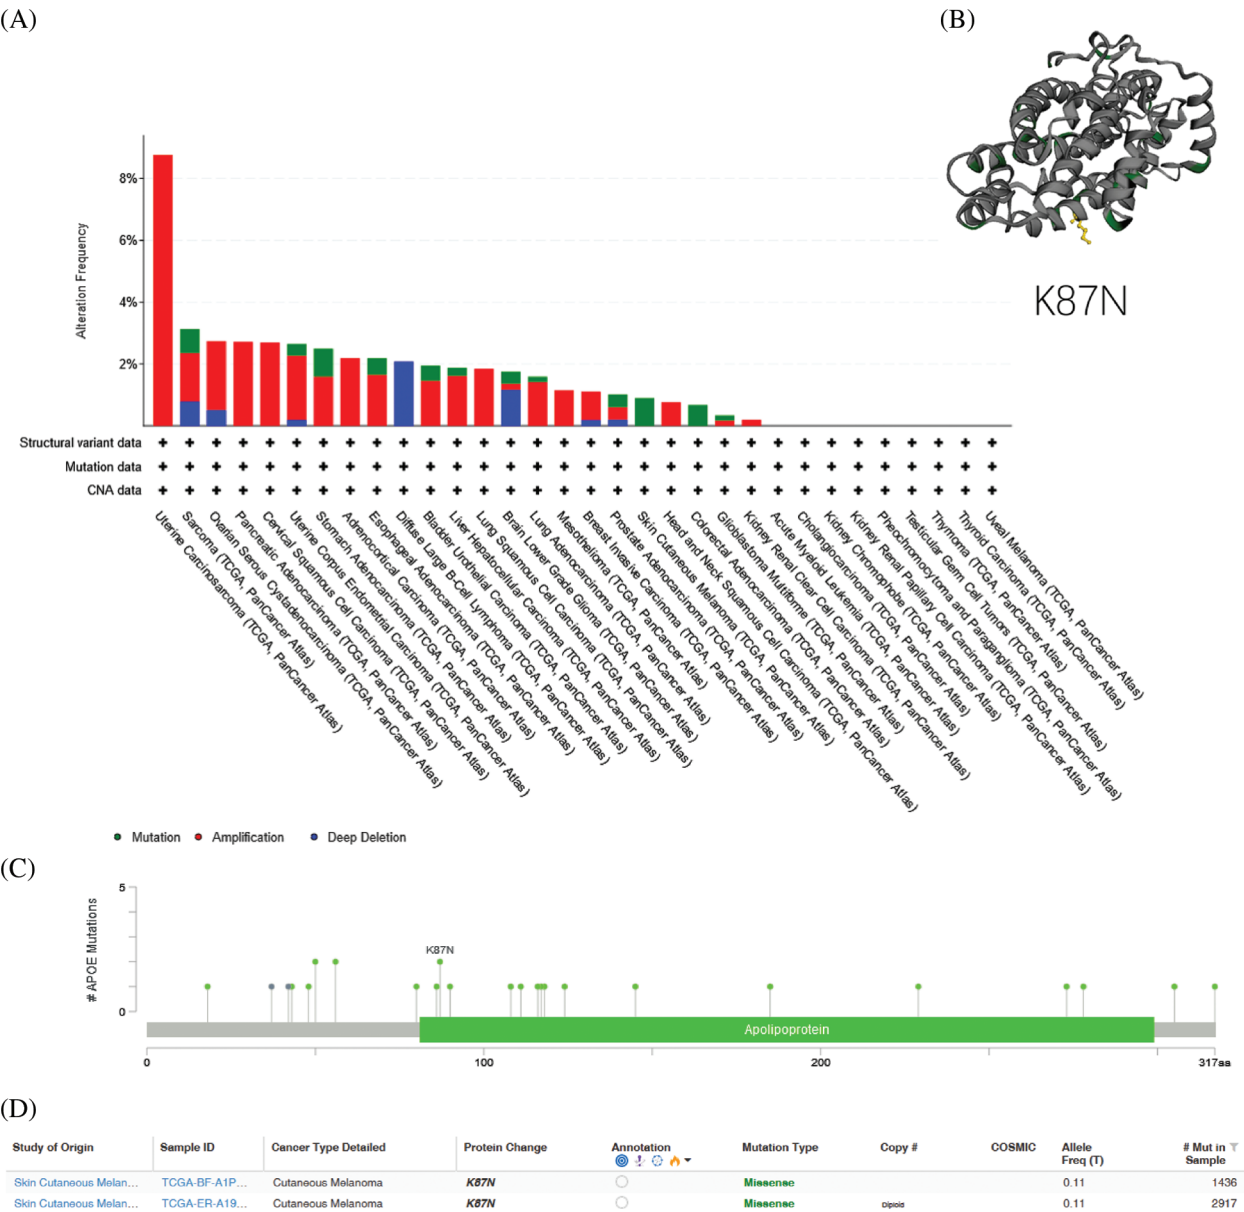 (A)
(B)
Alteration Frequency
8%
6%
4%
2%
K87N
Structural variant data
Mutation data
CNA data
Uterine Carcinosarcoma (TCGA, PanCancer Atlas)
Sarcoma (TCGA, PanCancer Atlas)
Ovarian Serous Cystadenocarcinoma (TCGA, PanCancer Atlas)
Pancreatic Adenocarcinoma (TCGA, PanCancer Atlas)
Cervical Squamous Cell Carcinoma (TCGA, PanCancer Atlas)
Uterine Corpus Endometrial Carcinoma (TCGA, PanCancer Atlas)
Stomach Adenocarcinoma (TCGA, PanCancer Atlas)
Adrenocortical Carcinoma (TCGA, PanCancer Atlas)
Esophageal Adenocarcinoma (TCGA, PanCancer Atlas)
Diffuse Large B-Cell Lymphoma (TCGA, PanCancer Atlas)
Bladder Urothelial Carcinoma (TCGA, PanCancer Atlas)
Liver Hepatocellular Carcinoma (TCGA, PanCancer Atlas)
Lung Squamous Cell Carcinoma (TCGA, PanCancer Atlas)
Brain Lower Grade Glioma (TCGA, PanCancer Atlas)
Lung Adenocarcinoma (TCGA, PanCancer Atlas)
Mesothelioma (TCGA, PanCancer Atlas)
Breast Invasive Carcinoma (TCGA, PanCancer Atlas)
Prostate Adenocarcinoma (TCGA, PanCancer Atlas)
Skin Cutaneous Melanoma (TCGA, PanCancer Atlas)
Head and Neck Squamous Cell Carcinoma (TCGA, PanCancer Atlas)
Colorectal Adenocarcinoma (TCGA, PanCancer Atlas)
Glioblastoma Multiforme (TCGA, PanCancer Atlas)
Kidney Renal Clear Cell Carcinoma (TCGA, PanCancer Atlas)
Acute Myeloid Leukemia (TCGA, PanCancer Atlas)
Cholangiocarcinoma (TCGA, PanCancer Atlas)
Kidney Chromophobe (TCGA, PanCancer Atlas)
Kidney Renal Papillary Cell Carcinoma (TCGA, PanCancer Atlas)
Pheochromocytoma and Paraganglioma (TCGA, PanCancer Atlas)
Testicular Germ Cell Tumors (TCGA, PanCancer Atlas)
Thymoma (TCGA, PanCancer Atlas)
Thyroid Carcinoma (TCGA, PanCancer Atlas)
Uveal Melanoma (TCGA, PanCancer Atlas)
Mutation Amplification Deep Deletion
(C)
# APOE Mutations
5
0
K87N
Apolipoprotein
0 100 200 317aa
(D)
Study of Origin Sample ID Cancer Type Detailed Protein Change Annotation Mutation Type Copy # COSMIC Allele Freq (T) # Mut in Sample
Skin Cutaneous Melan... TCGA-BF-A1P... Cutaneous Melanoma K87N Missense 0.11 1436
Skin Cutaneous Melan... TCGA-ER-A19... Cutaneous Melanoma K87N Missense Diploid 0.11 2917